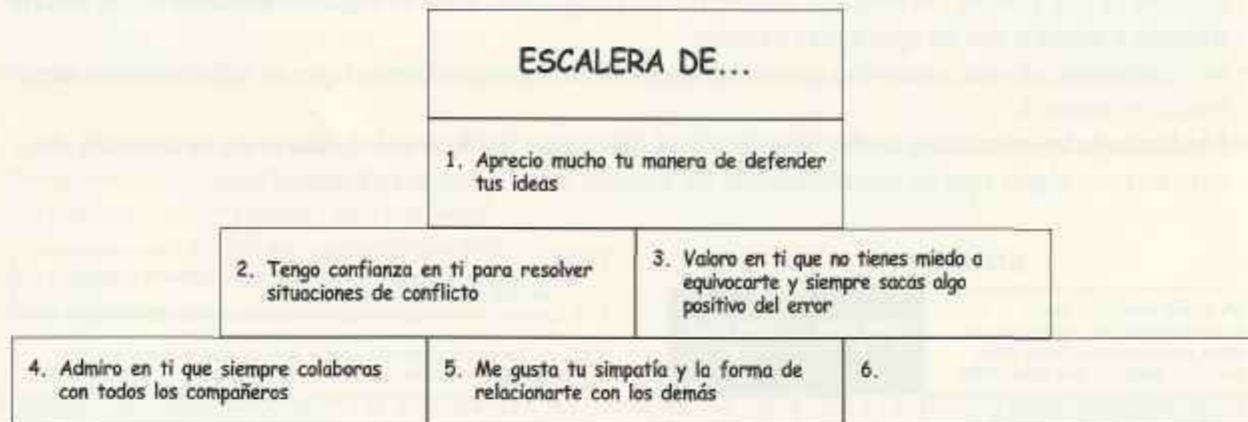 ESCALERA DE...
1. Aprecio mucho tu manera de defender
tus ideas
2. Tengo confianza en ti para resolver
situaciones de conflicto
3. Valoro en ti que no tienes miedo a
equivocarte y siempre sacas algo
positivo del error
4. Admiro en ti que siempre colaboras
con todos los compañeros
5. Me gusta tu simpatía y la forma de
relacionarte con los demás
6.